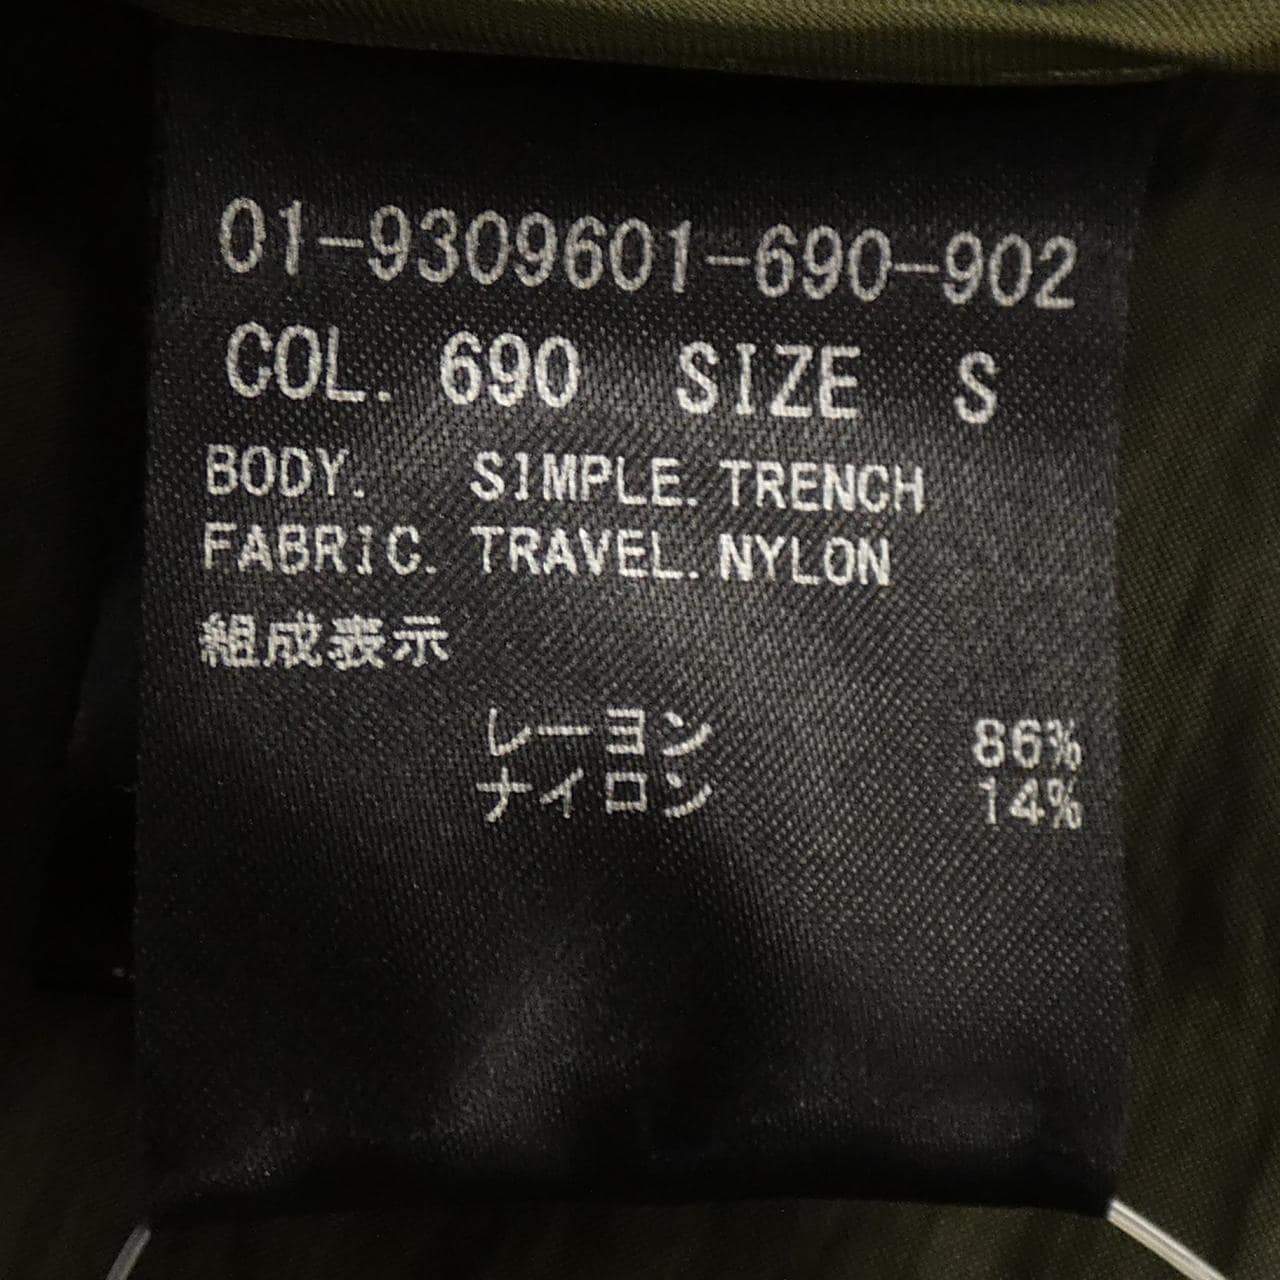 01-9309601-690-902
COL. 690 SIZE S
BODY. SIMPLE.TRENCH
FABRIC. TRAVEL.NYLON
組成表示
レーヨン 86%
ナイロン 14%